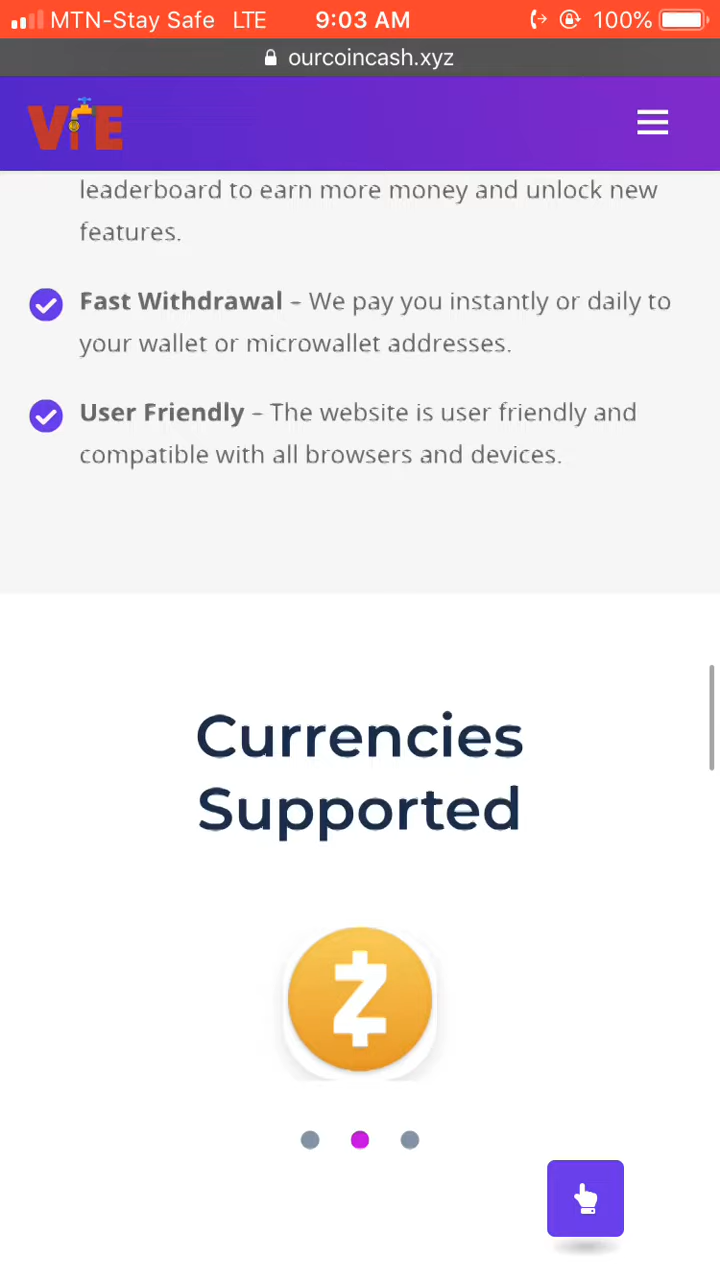 MTN-Stay Safe LTE 9:03 AM 100%
ourcoincash.xyz
VIE
leaderboard to earn more money and unlock new
features.
Fast Withdrawal – We pay you instantly or daily to
your wallet or microwallet addresses.
User Friendly – The website is user friendly and
compatible with all browsers and devices.
Currencies
Supported